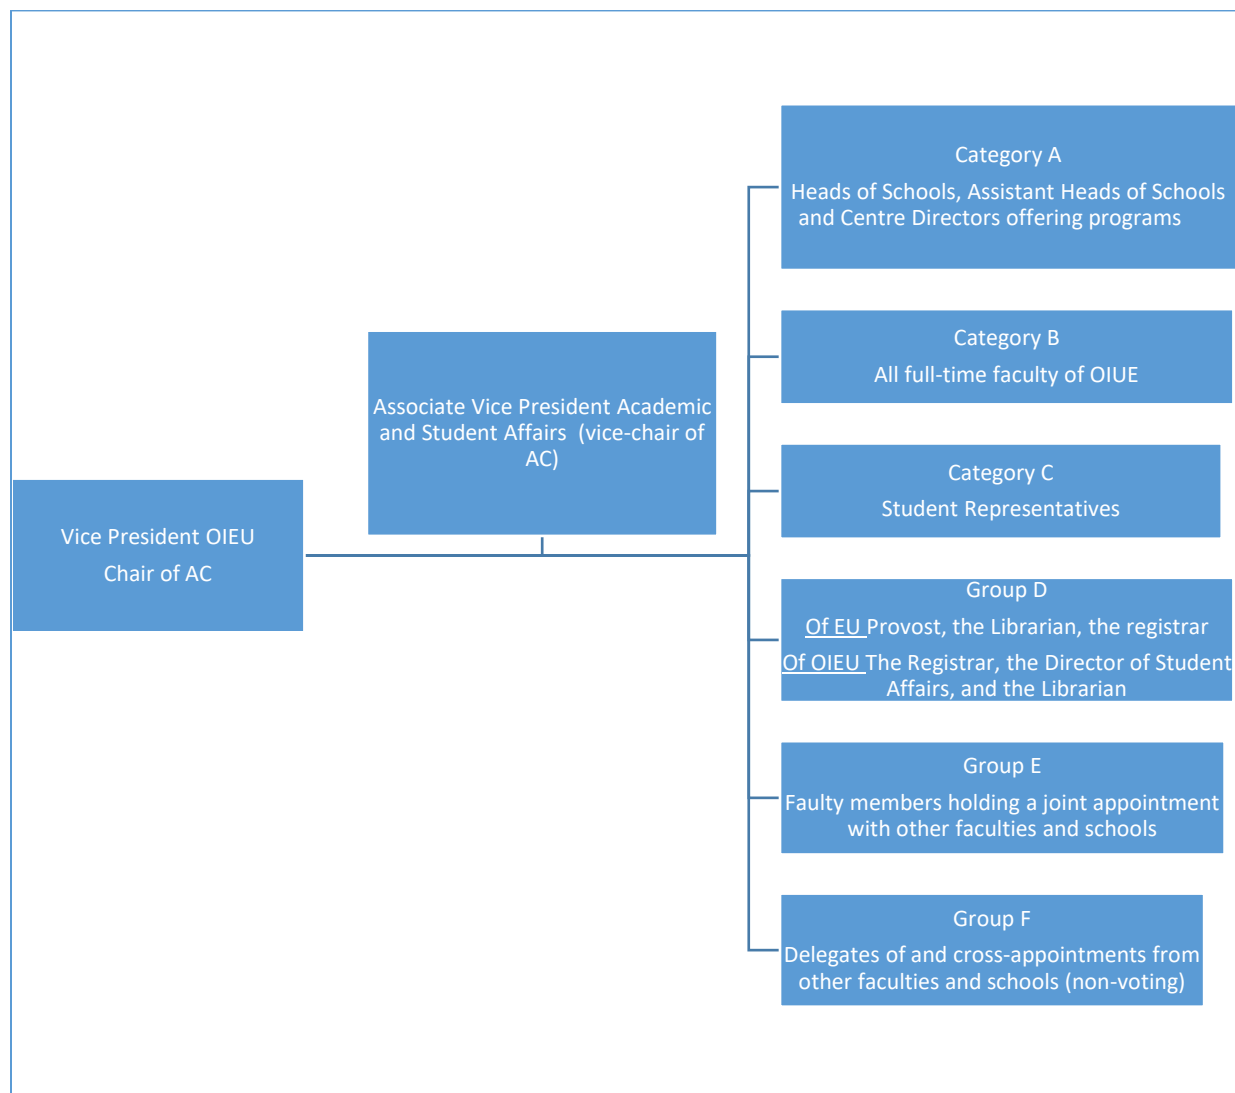 Vice President OIEU
Chair of AC
Associate Vice President Academic
and Student Affairs  (vice-chair of
AC)
Category A
Heads of Schools, Assistant Heads of Schools
and Centre Directors offering programs
Category B
All full-time faculty of OIUE
Category C
Student Representatives
Group D
Of EU Provost, the Librarian, the registrar
Of OIEU The Registrar, the Director of Student
Affairs, and the Librarian
Group E
Faulty members holding a joint appointment
with other faculties and schools
Group F
Delegates of and cross-appointments from
other faculties and schools (non-voting)